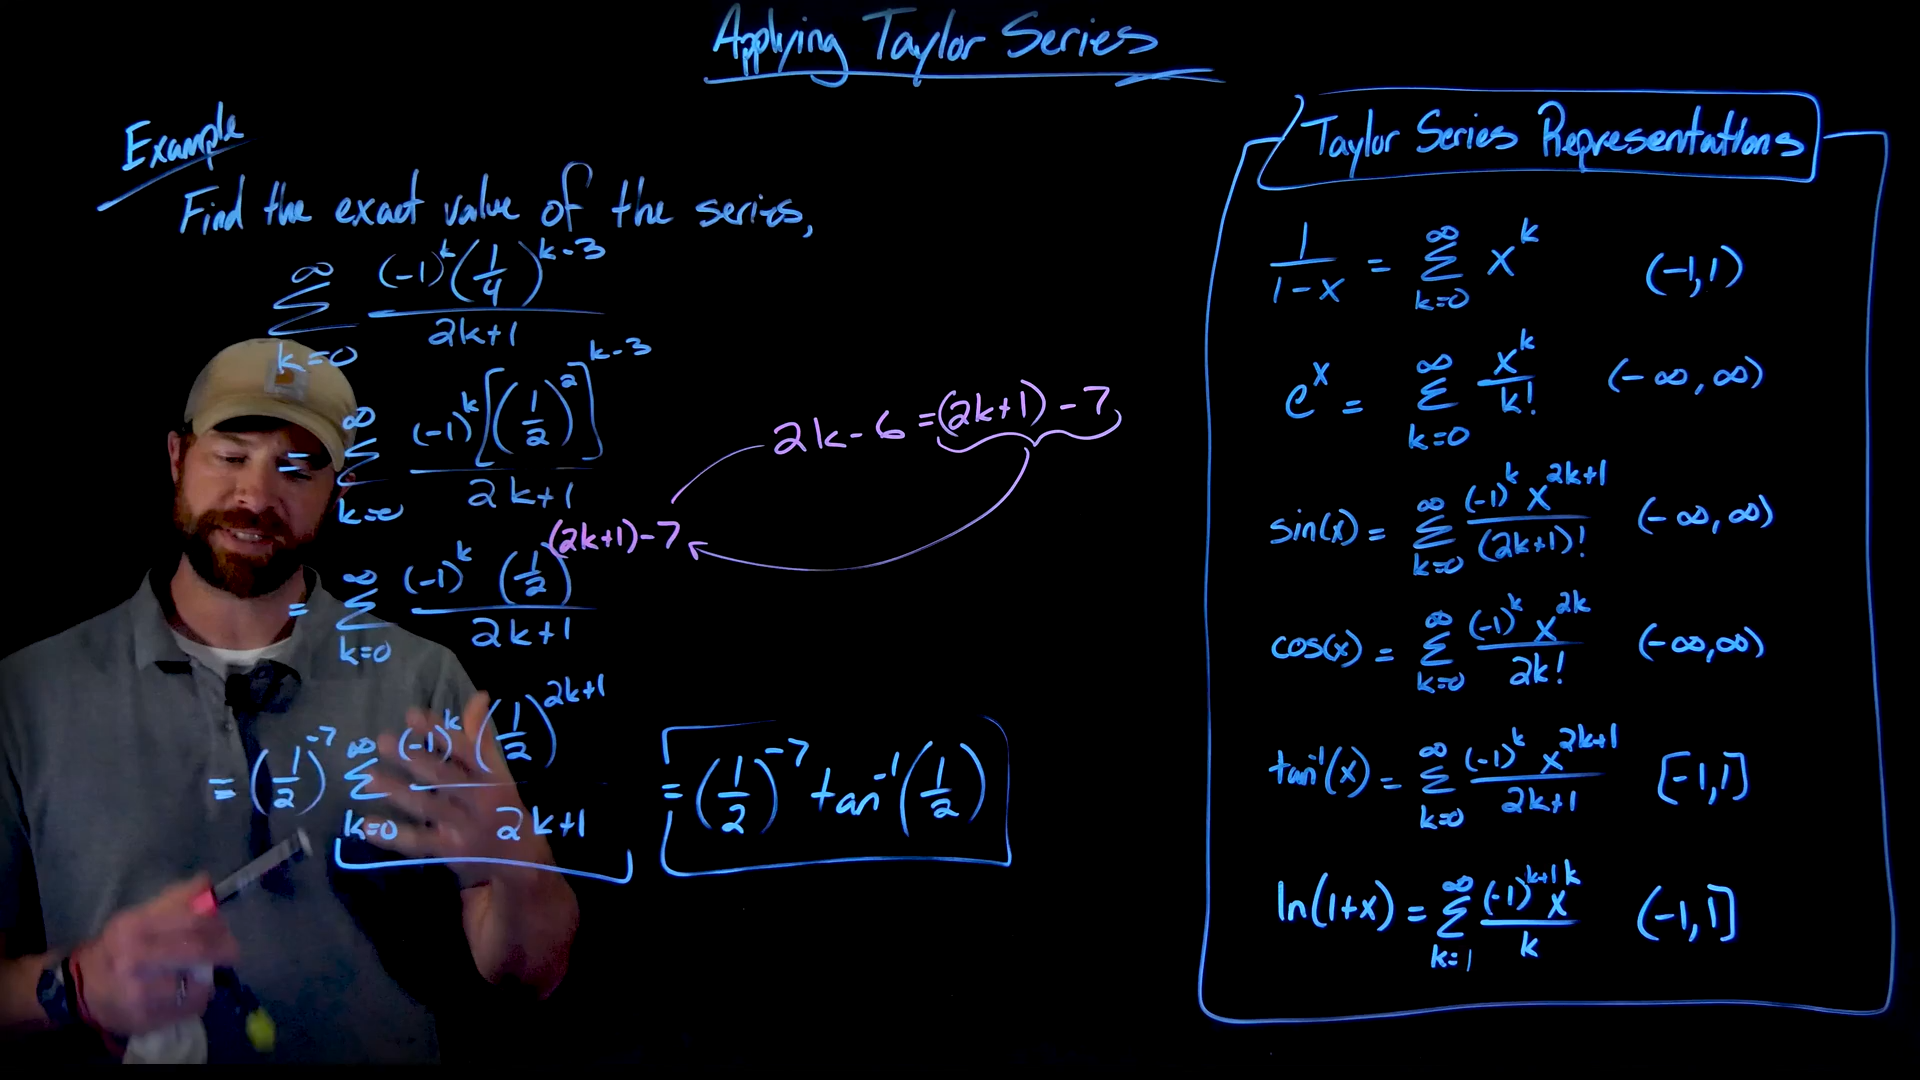 Applying Taylor Series
Example
Find the exact value of the series,
∞ Σ k=0 (-1)^k (1/4)^(k-3) / 2k+1
= ∞ Σ k=0 (-1)^k [(1/2)^2]^(k-3) / 2k+1
2k-6 = (2k+1) - 7
= ∞ Σ k=0 (-1)^k (1/2)^((2k+1)-7) / 2k+1
= (1/2)^-7 ∞ Σ k=0 (-1)^k (1/2)^(2k+1) / 2k+1
= (1/2)^-7 tan^-1(1/2)
Taylor Series Representations
1/(1-x) = ∞ Σ k=0 x^k (-1,1)
e^x = ∞ Σ k=0 x^k / k! (-∞,∞)
sin(x) = ∞ Σ k=0 (-1)^k x^(2k+1) / (2k+1)! (-∞,∞)
cos(x) = ∞ Σ k=0 (-1)^k x^(2k) / 2k! (-∞,∞)
tan^-1(x) = ∞ Σ k=0 (-1)^k x^(2k+1) / 2k+1 [-1,1]
ln(1+x) = ∞ Σ k=1 (-1)^(k+1) x^k / k (-1,1]